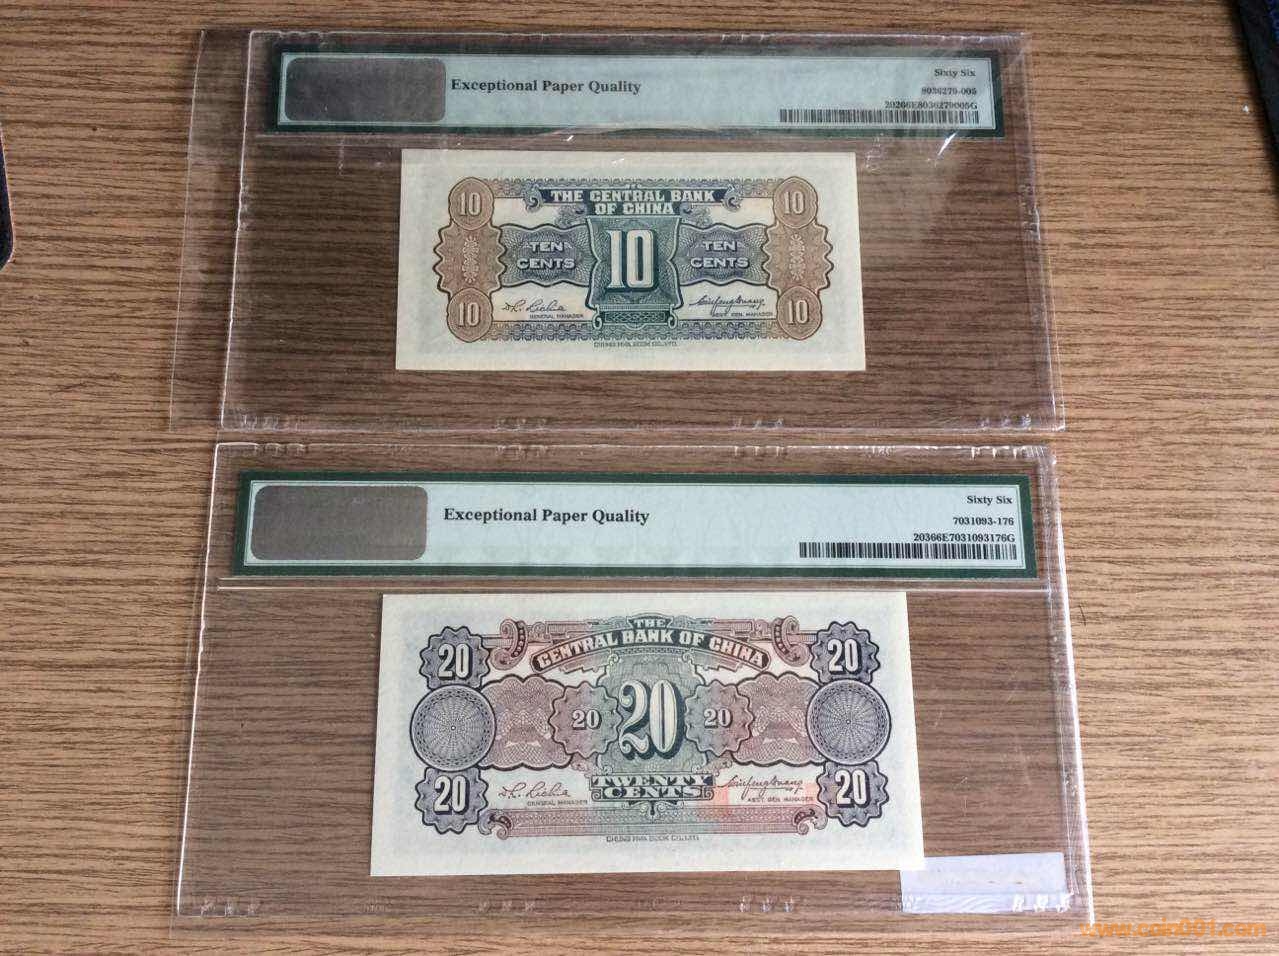 Exceptional Paper Quality
Sixty Six
8036279-005
20266E8036279005G
10
10
THE CENTRAL BANK
OF CHINA
10
TEN
CENTS
TEN
CENTS
10
10
GENERAL MANAGER
ASST. GEN. MANAGER
CHUNG HWA BOOK CO., LTD.
Exceptional Paper Quality
Sixty Six
7031093-176
20366E7031093176G
THE
CENTRAL BANK OF CHINA
20
20
20
20
20
TWENTY
CENTS
20
20
GENERAL MANAGER
ASST. GEN. MANAGER
CHUNG HWA BOOK CO., LTD.
www.coin001.com